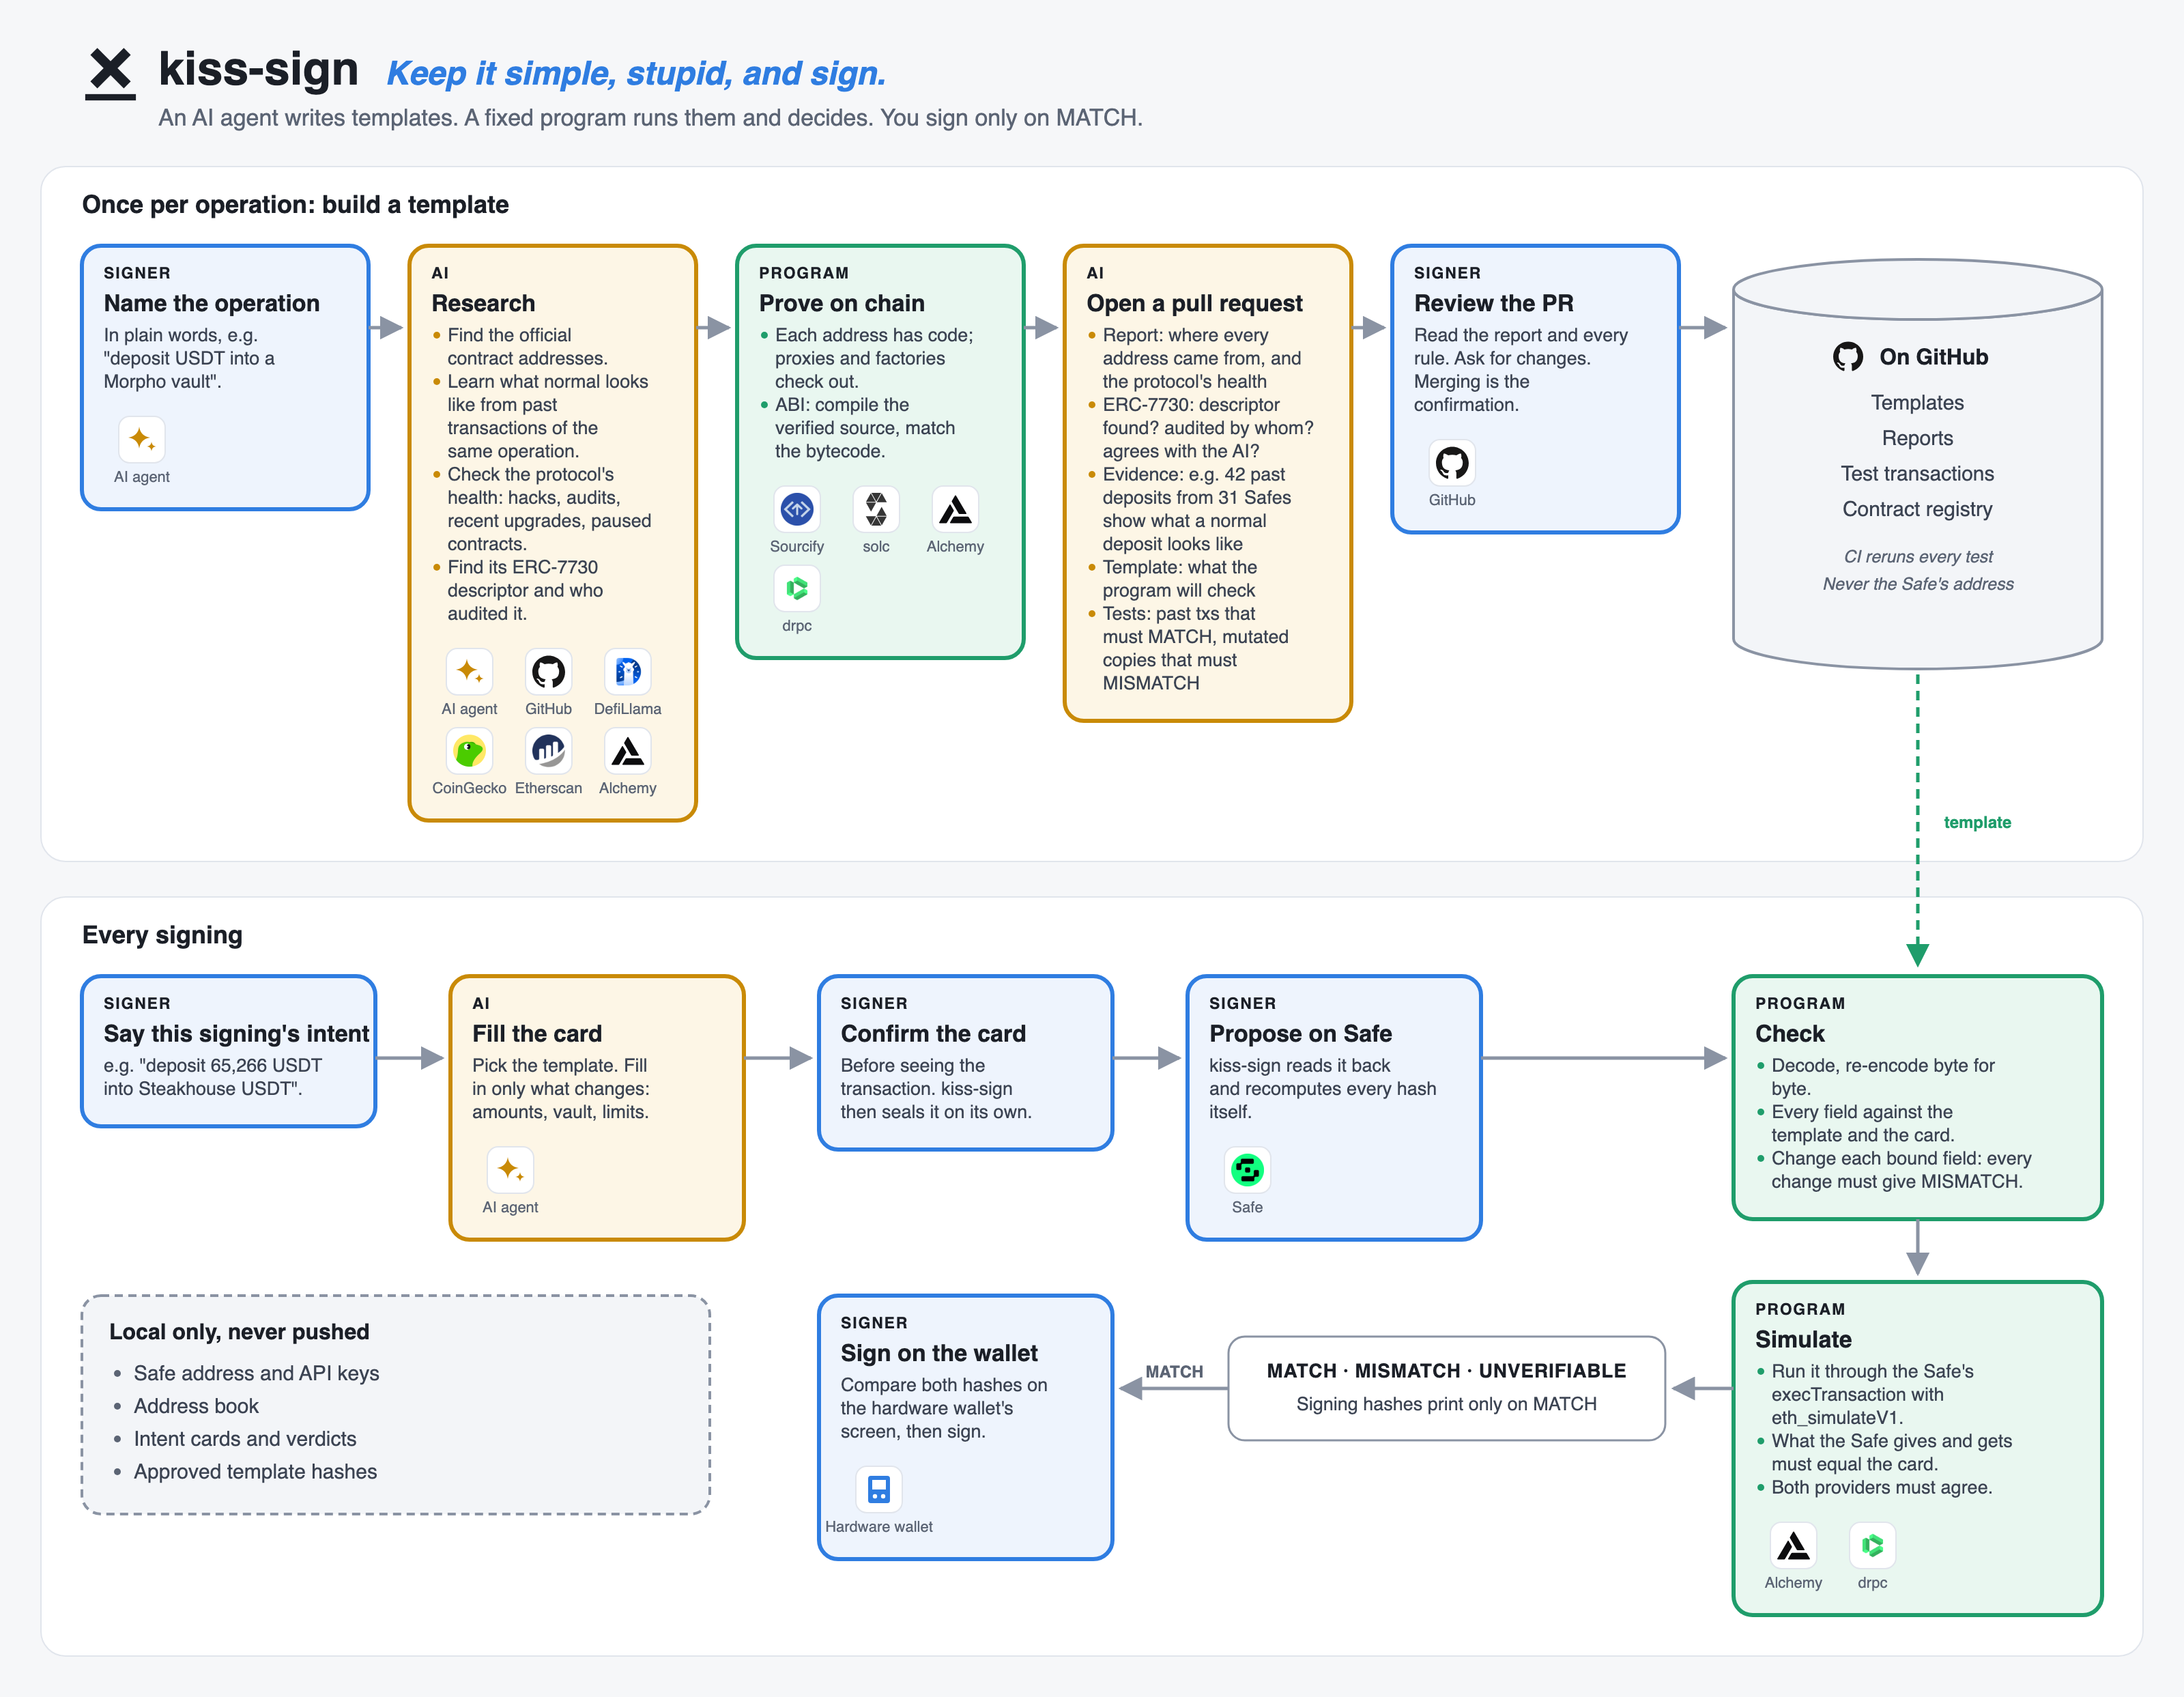 kiss-sign Keep it simple, stupid, and sign.
An AI agent writes templates. A fixed program runs them and decides. You sign only on MATCH.
Once per operation: build a template
SIGNER
Name the operation
In plain words, e.g.
"deposit USDT into a
Morpho vault".
AI agent
AI
Research
• Find the official
contract addresses.
• Learn what normal looks
like from past
transactions of the
same operation.
• Check the protocol's
health: hacks, audits,
recent upgrades, paused
contracts.
• Find its ERC-7730
descriptor and who
audited it.
AI agent GitHub DefiLlama
CoinGecko Etherscan Alchemy
PROGRAM
Prove on chain
• Each address has code;
proxies and factories
check out.
• ABI: compile the
verified source, match
the bytecode.
Sourcify solc Alchemy
drpc
AI
Open a pull request
• Report: where every
address came from, and
the protocol's health
• ERC-7730: descriptor
found? audited by whom?
agrees with the AI?
• Evidence: e.g. 42 past
deposits from 31 Safes
show what a normal
deposit looks like
• Template: what the
program will check
• Tests: past txs that
must MATCH, mutated
copies that must
MISMATCH
SIGNER
Review the PR
Read the report and every
rule. Ask for changes.
Merging is the
confirmation.
GitHub
On GitHub
Templates
Reports
Test transactions
Contract registry
CI reruns every test
Never the Safe's address
template
Every signing
SIGNER
Say this signing's intent
e.g. "deposit 65,266 USDT
into Steakhouse USDT".
AI
Fill the card
Pick the template. Fill
in only what changes:
amounts, vault, limits.
AI agent
SIGNER
Confirm the card
Before seeing the
transaction. kiss-sign
then seals it on its own.
SIGNER
Propose on Safe
kiss-sign reads it back
and recomputes every hash
itself.
Safe
PROGRAM
Check
• Decode, re-encode byte for
byte.
• Every field against the
template and the card.
• Change each bound field: every
change must give MISMATCH.
PROGRAM
Simulate
• Run it through the Safe's
execTransaction with
eth_simulateV1.
• What the Safe gives and gets
must equal the card.
• Both providers must agree.
Alchemy drpc
MATCH · MISMATCH · UNVERIFIABLE
Signing hashes print only on MATCH
MATCH
SIGNER
Sign on the wallet
Compare both hashes on
the hardware wallet's
screen, then sign.
Hardware wallet
Local only, never pushed
• Safe address and API keys
• Address book
• Intent cards and verdicts
• Approved template hashes